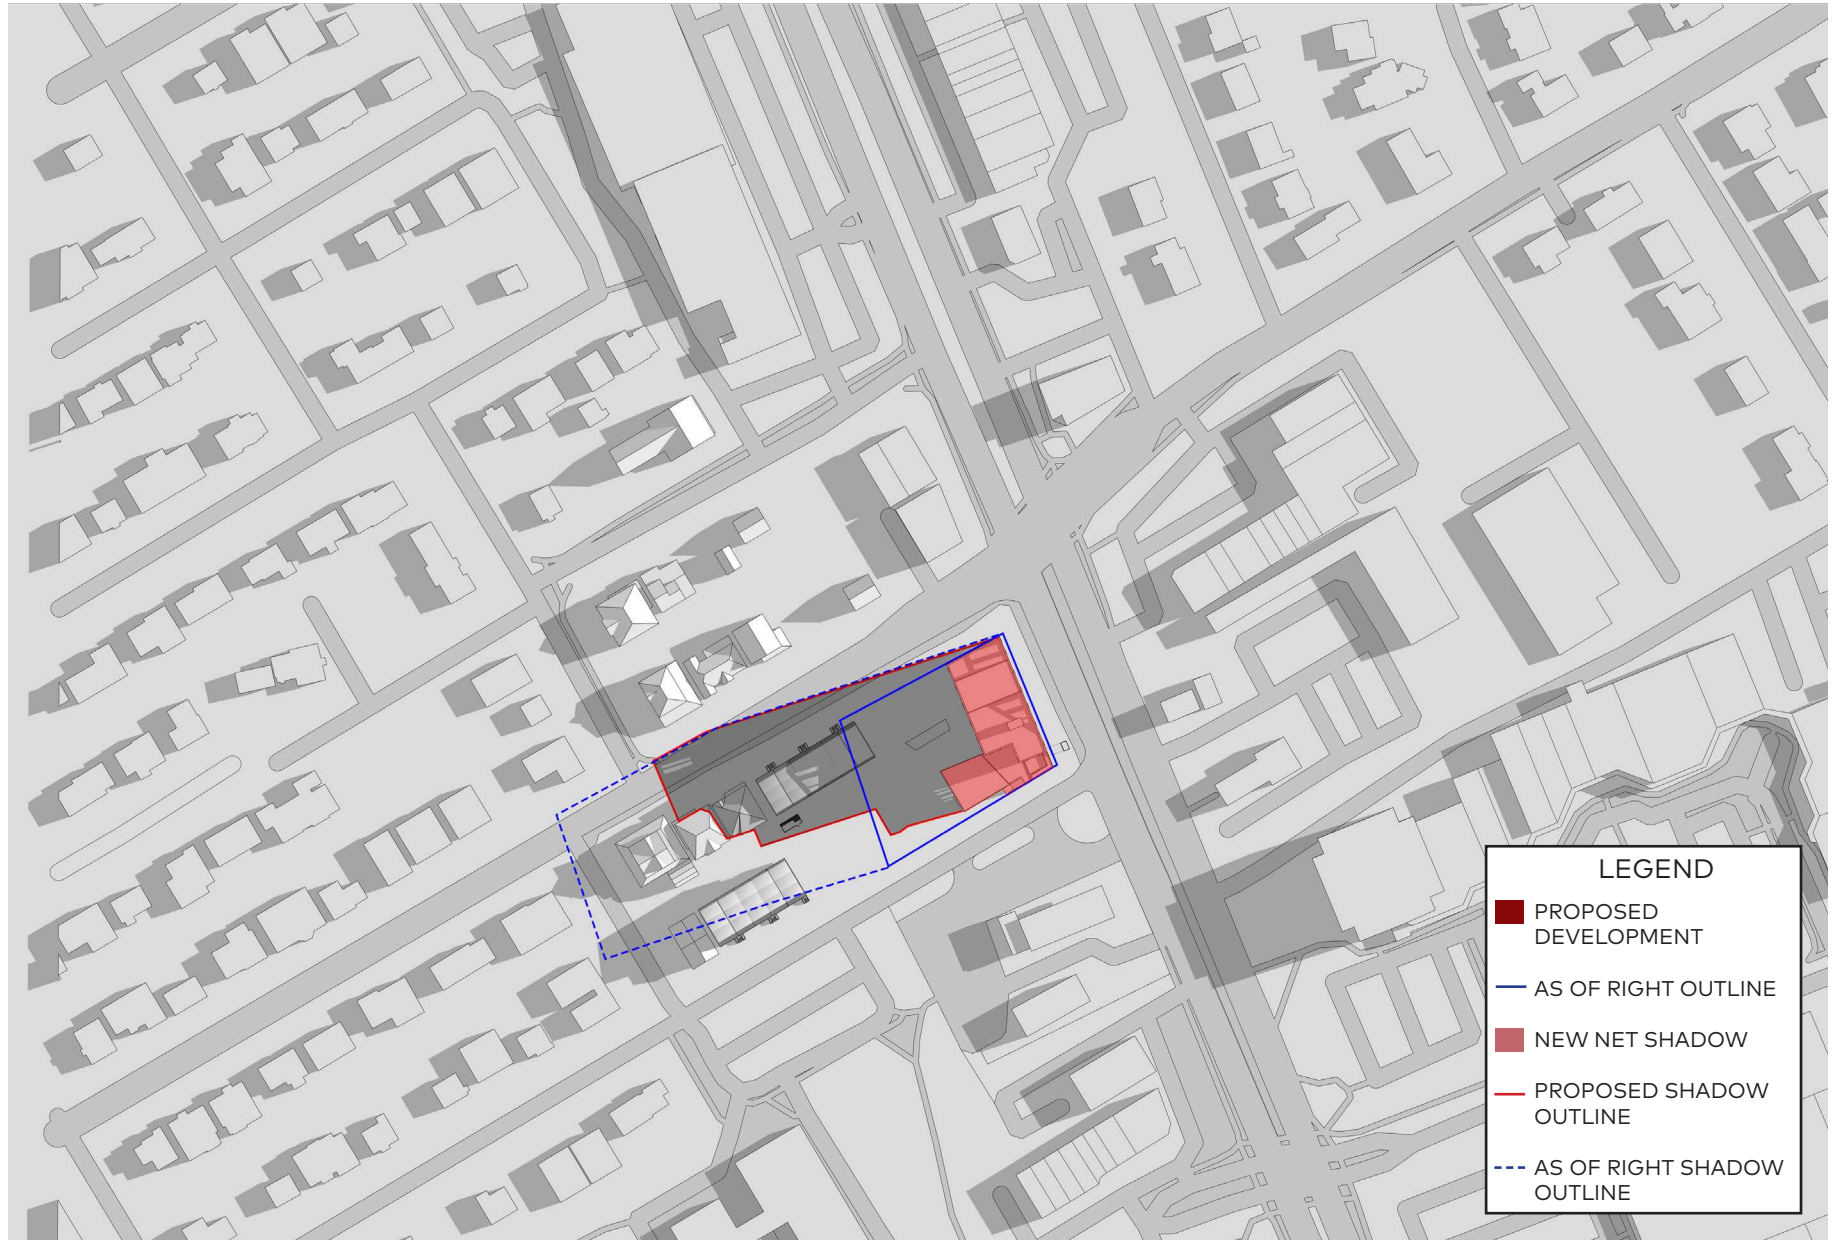 LEGEND
PROPOSED
DEVELOPMENT
AS OF RIGHT OUTLINE
NEW NET SHADOW
PROPOSED SHADOW
OUTLINE
AS OF RIGHT SHADOW
OUTLINE